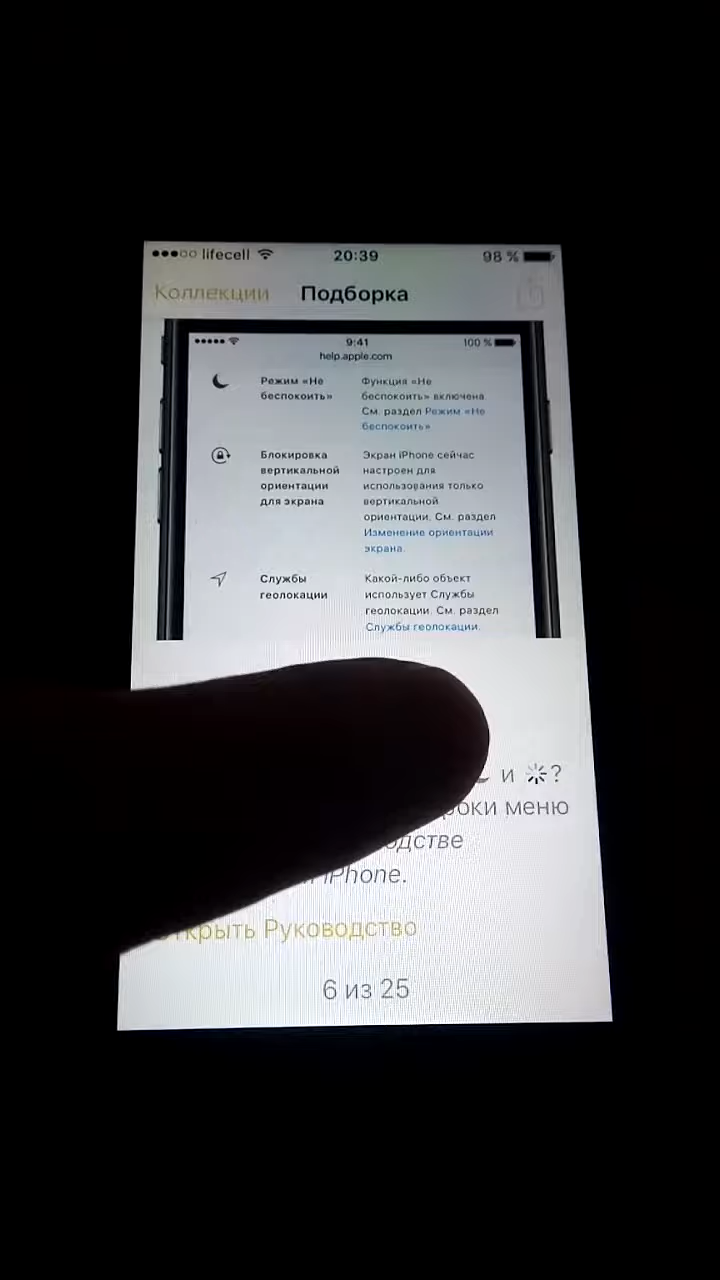 lifecell 20:39 98 %
Коллекции Подборка
9:41 100 %
help.apple.com
Режим «Не беспокоить»
Функция «Не
беспокоить» включена.
См. раздел Режим «Не
беспокоить»
Блокировка
вертикальной
ориентации
для экрана
Экран iPhone сейчас
настроен для
использования только
вертикальной
ориентации. См. раздел
Изменение ориентации
экрана.
Службы
геолокации
Какой-либо объект
использует Службы
геолокации. См. раздел
Службы геолокации.
и ?
меню
iPhone.
Открыть Руководство
6 из 25